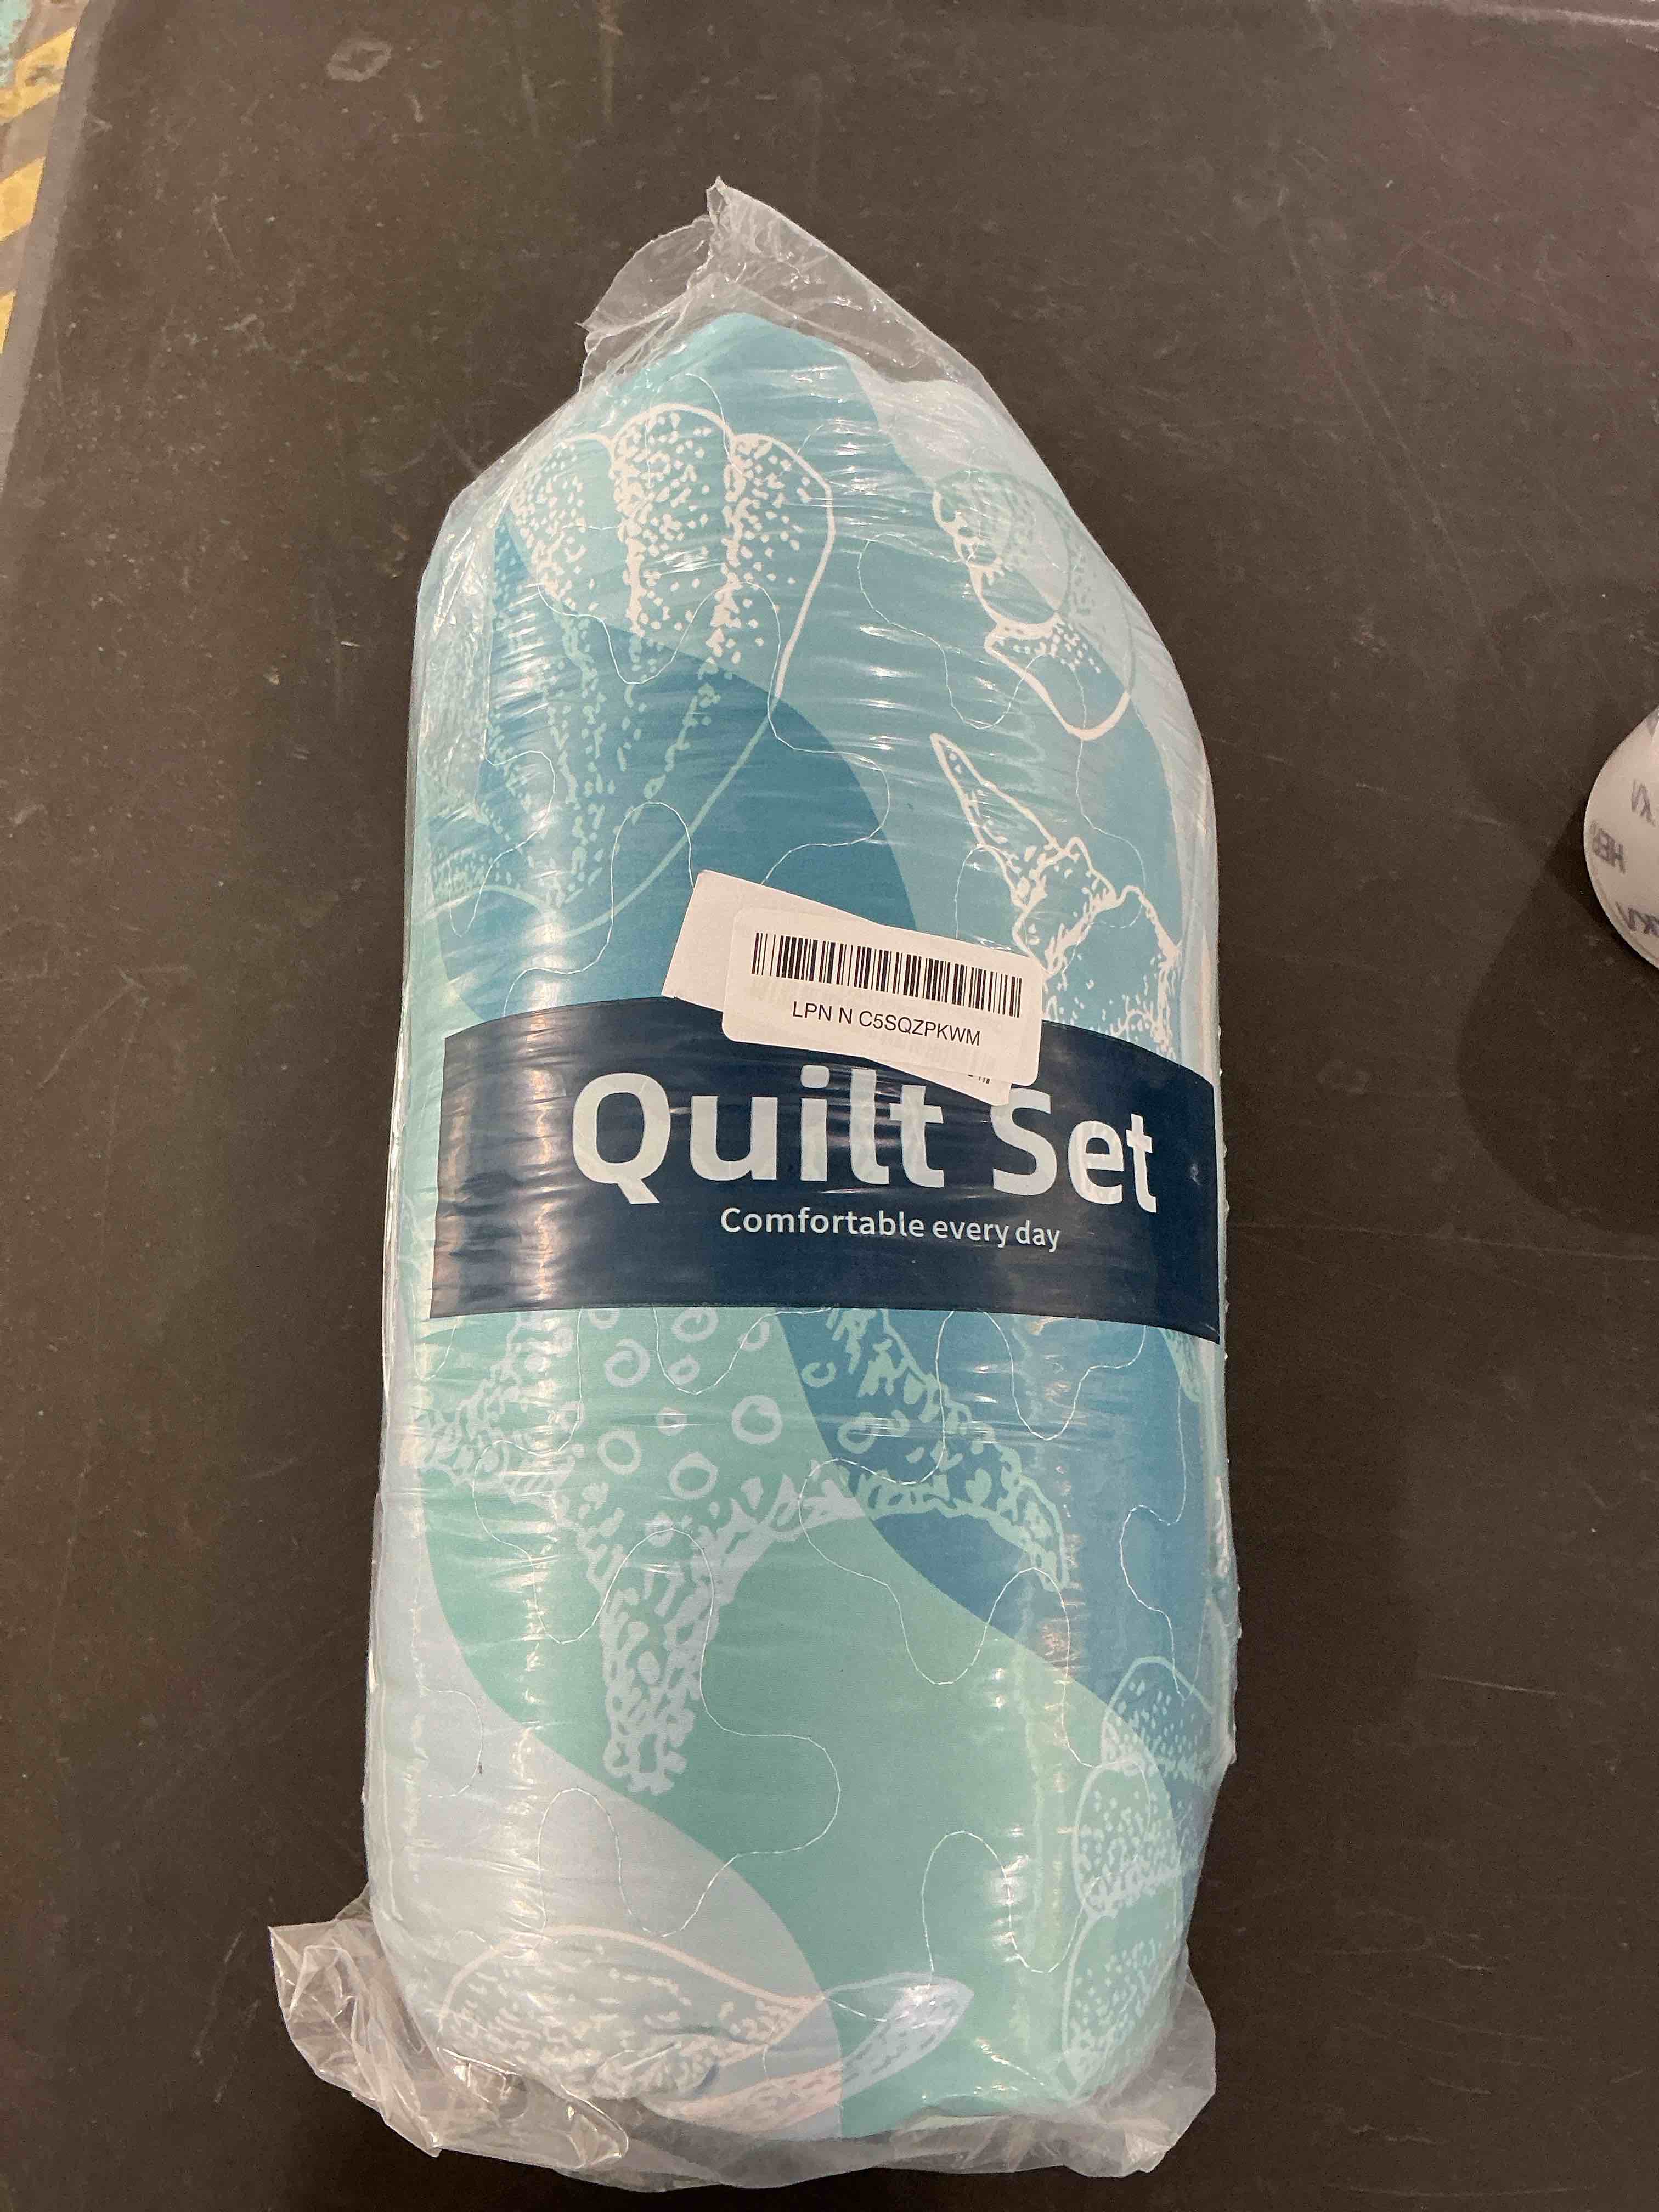 LPN N C5SQZPKWM
Quilt Set
Comfortable every day